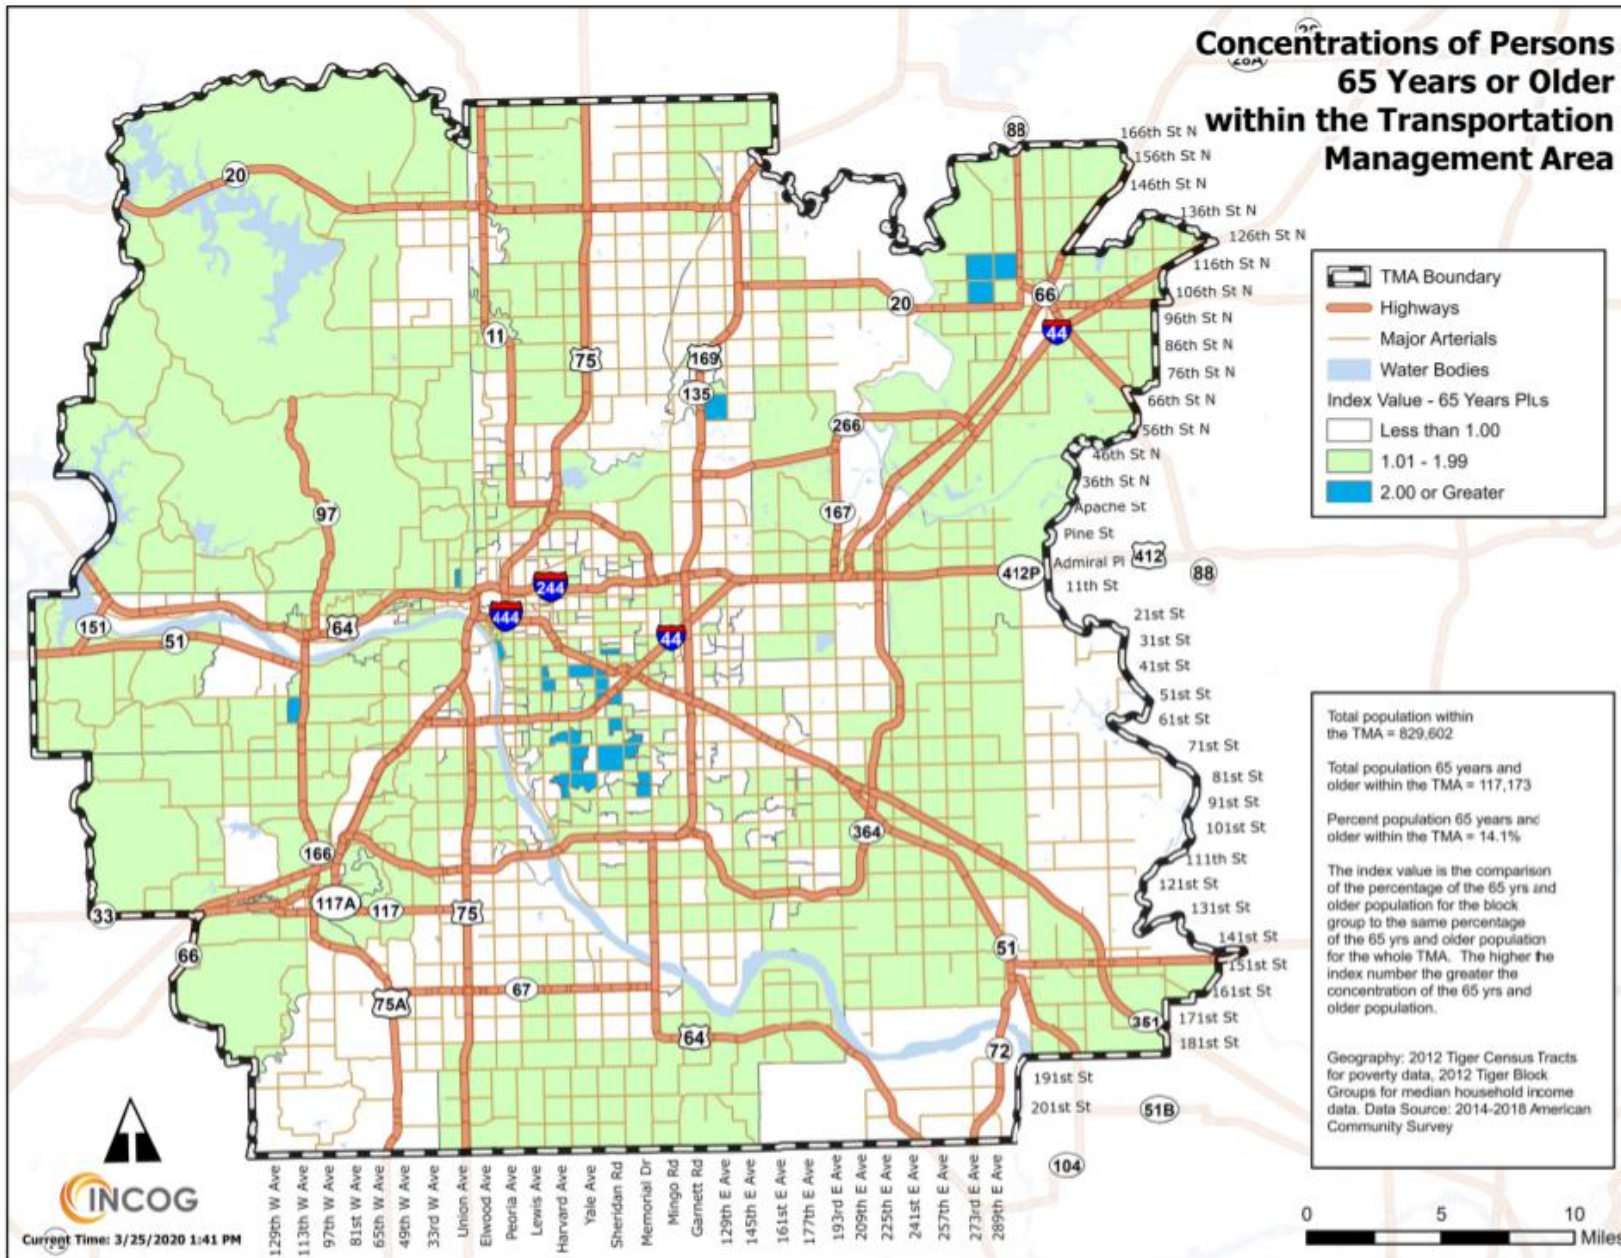 Concentrations of Persons
65 Years or Older
within the Transportation
Management Area
28A
88
166th St N
156th St N
146th St N
136th St N
126th St N
116th St N
106th St N
96th St N
86th St N
76th St N
66th St N
56th St N
46th St N
36th St N
Apache St
Pine St
Admiral Pl
11th St
21st St
31st St
41st St
51st St
61st St
71st St
81st St
91st St
101st St
111th St
121st St
131st St
141st St
151st St
161st St
171st St
181st St
191st St
201st St
TMA Boundary
Highways
Major Arterials
Water Bodies
Index Value - 65 Years Plus
Less than 1.00
1.01 - 1.99
2.00 or Greater
20
11
75
169
135
20
66
44
266
97
167
412P
412
88
244
444
44
151
51
64
364
166
117A
117
75
33
66
75A
67
64
51
351
72
51B
104
Total population within
the TMA = 829,602
Total population 65 years and
older within the TMA = 117,173
Percent population 65 years and
older within the TMA = 14.1%
The index value is the comparison
of the percentage of the 65 yrs and
older population for the block
group to the same percentage
of the 65 yrs and older population
for the whole TMA. The higher the
index number the greater the
concentration of the 65 yrs and
older population.
Geography: 2012 Tiger Census Tracts
for poverty data, 2012 Tiger Block
Groups for median household income
data. Data Source: 2014-2018 American
Community Survey
INCOG
Current Time: 3/25/2020 1:41 PM
129th W Ave
113th W Ave
97th W Ave
81st W Ave
65th W Ave
49th W Ave
33rd W Ave
Union Ave
Elwood Ave
Peoria Ave
Lewis Ave
Harvard Ave
Yale Ave
Sheridan Rd
Memorial Dr
Mingo Rd
Garnett Rd
129th E Ave
145th E Ave
161st E Ave
177th E Ave
193rd E Ave
209th E Ave
225th E Ave
241st E Ave
257th E Ave
273rd E Ave
289th E Ave
0 5 10
Miles